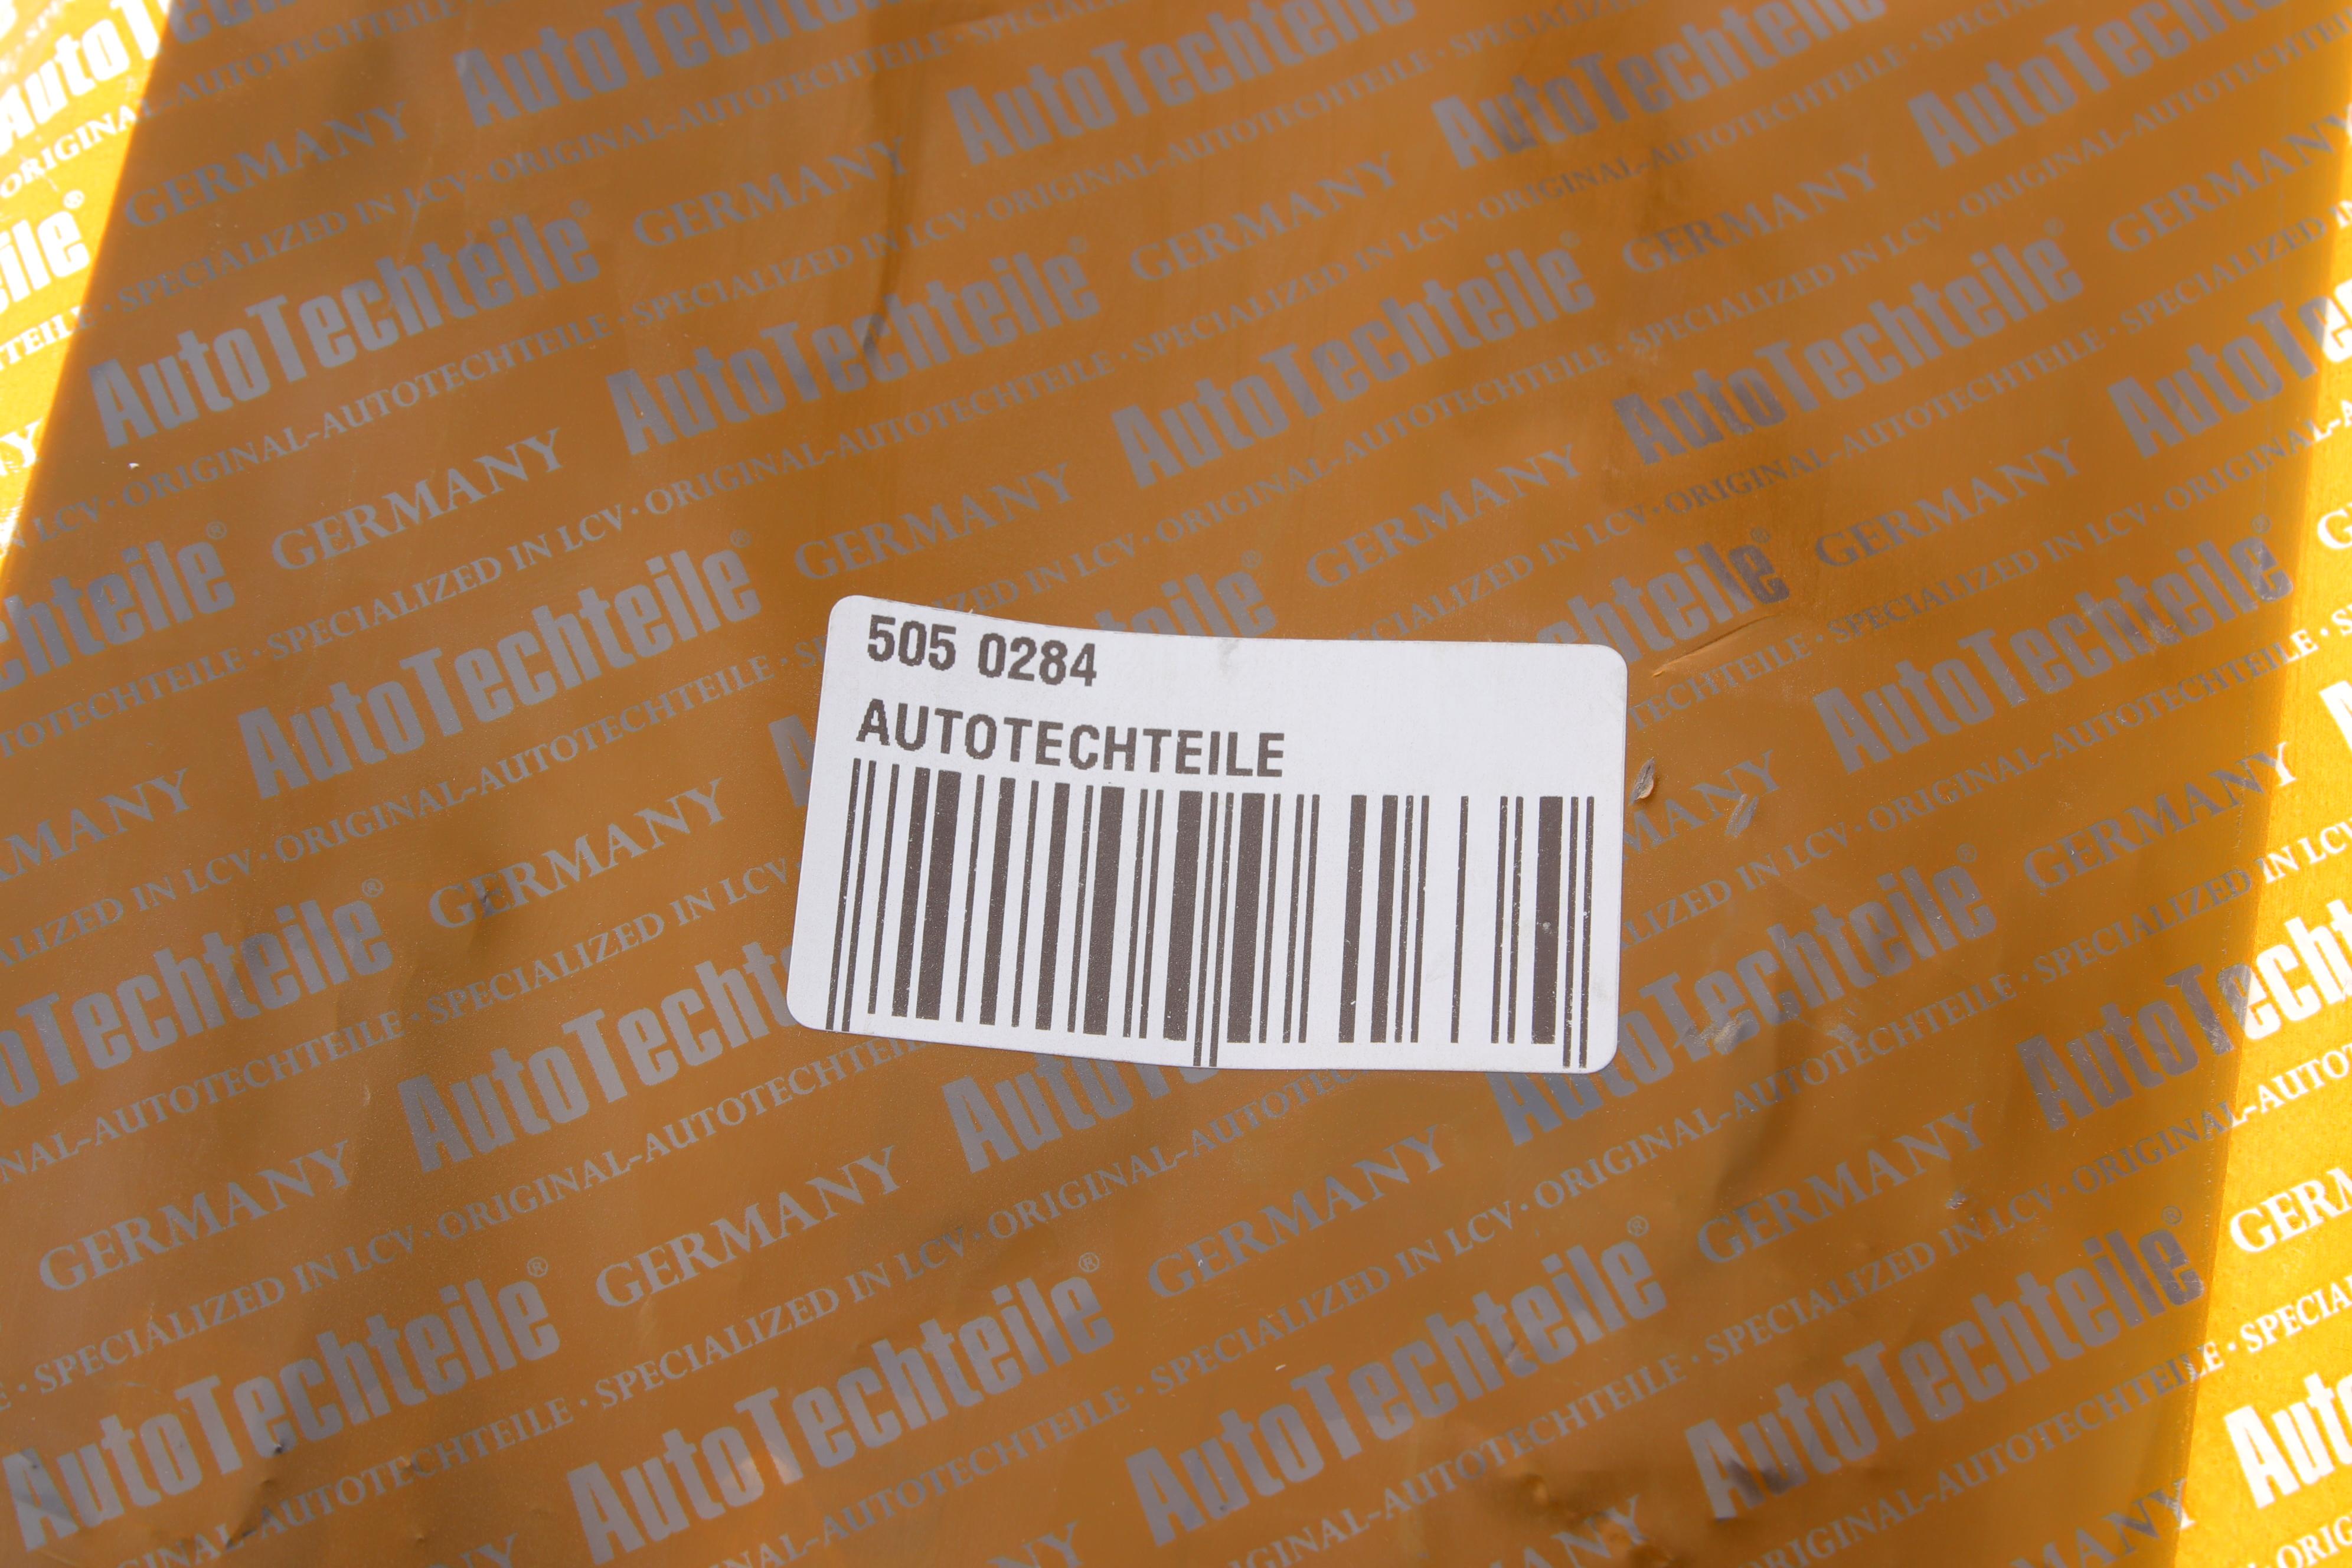 AutoTechteile® GERMANY
ORIGINAL-AUTOTECHTEILE · SPECIALIZED IN LCV
505 0284
AUTOTECHTEILE